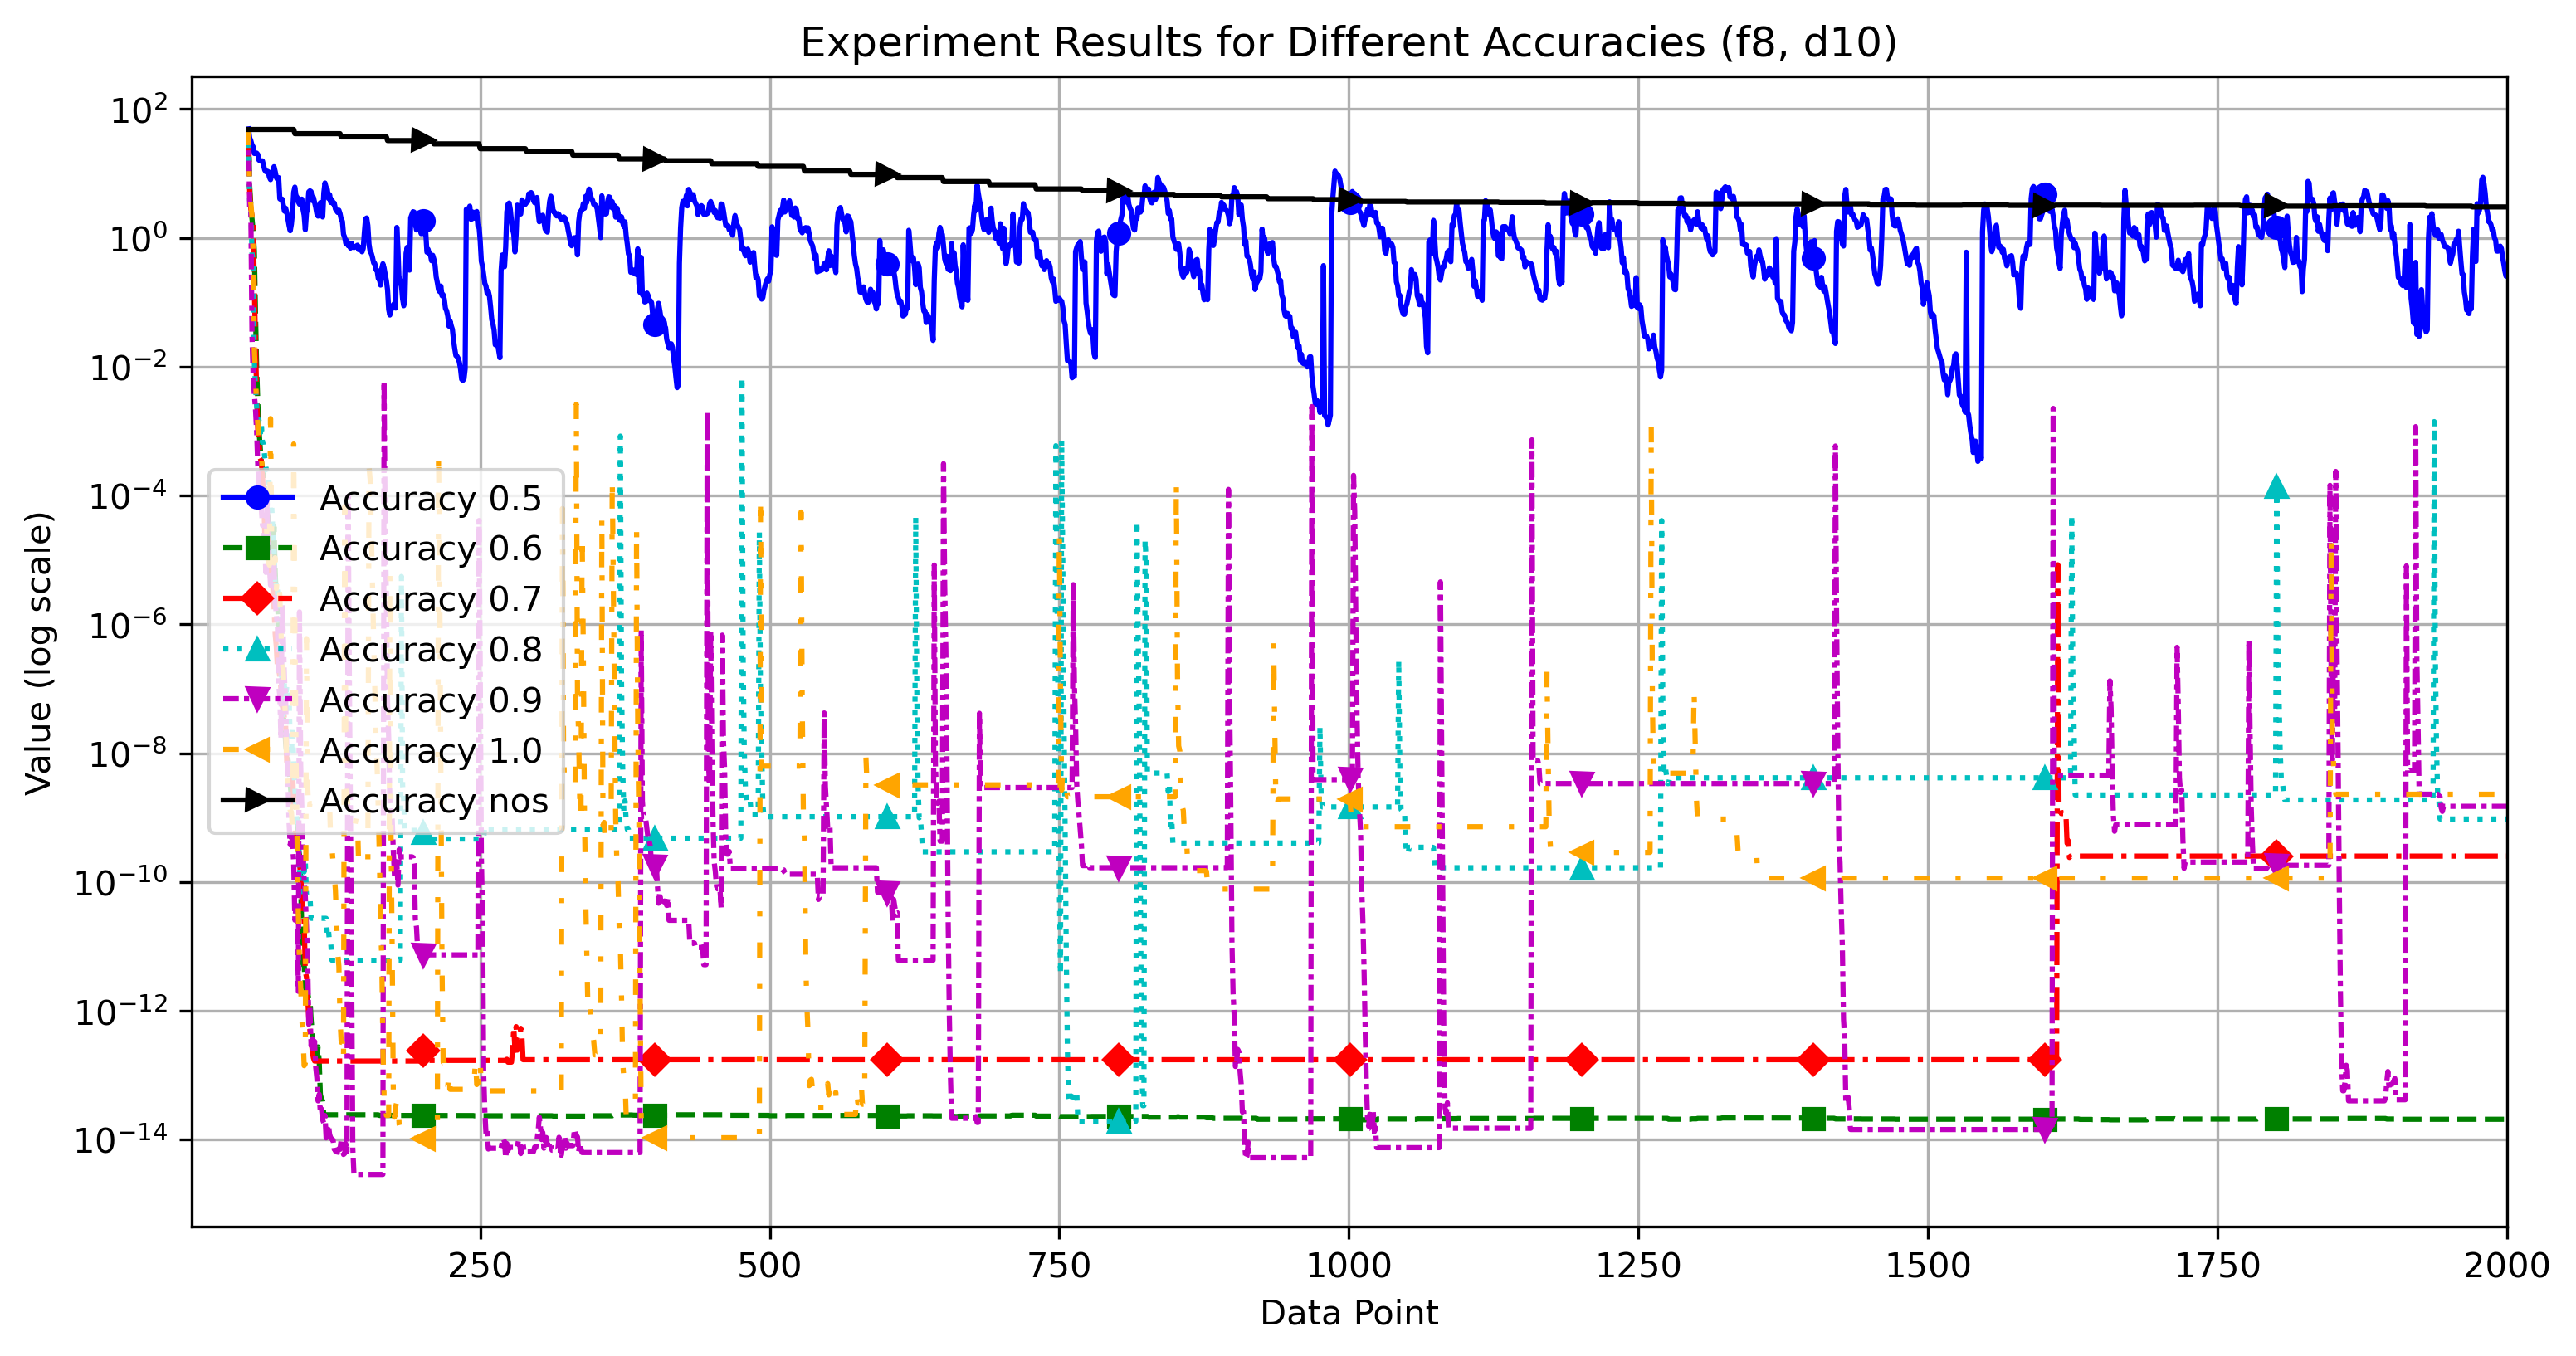 Experiment Results for Different Accuracies (f8, d10)
Value (log scale)
10²
10⁰
10⁻²
10⁻⁴
10⁻⁶
10⁻⁸
10⁻¹⁰
10⁻¹²
10⁻¹⁴
Accuracy 0.5
Accuracy 0.6
Accuracy 0.7
Accuracy 0.8
Accuracy 0.9
Accuracy 1.0
Accuracy nos
250 500 750 1000 1250 1500 1750 2000
Data Point